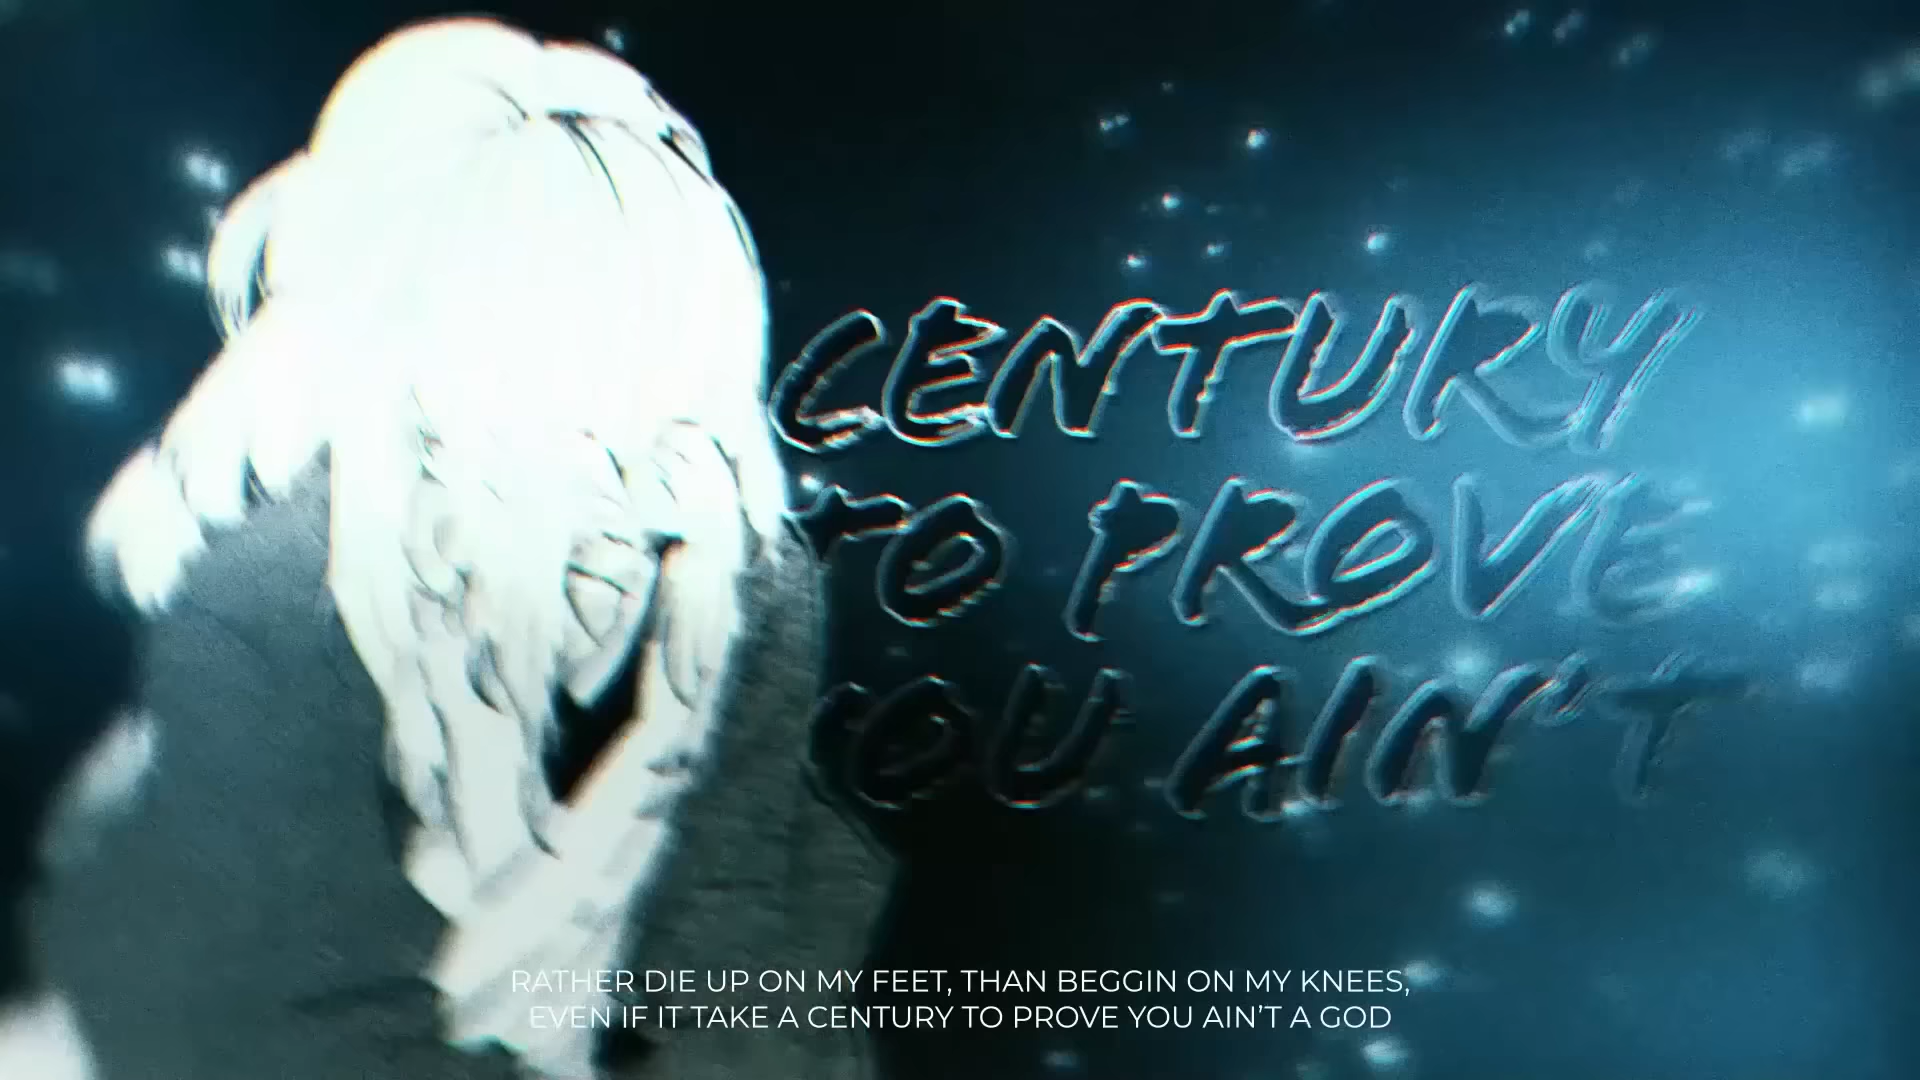 CENTURY
TO PROVE
YOU AIN'T
RATHER DIE UP ON MY FEET, THAN BEGGIN ON MY KNEES,
EVEN IF IT TAKE A CENTURY TO PROVE YOU AIN’T A GOD